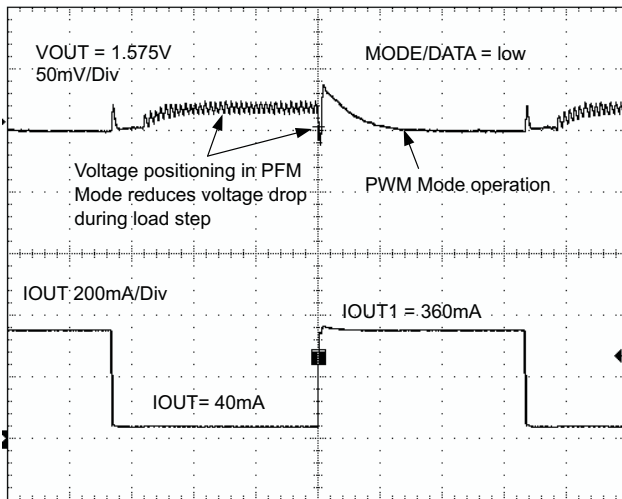 VOUT = 1.575V
50mV/Div
MODE/DATA = low
Voltage positioning in PFM
Mode reduces voltage drop
during load step
PWM Mode operation
IOUT 200mA/Div
IOUT1 = 360mA
IOUT= 40mA